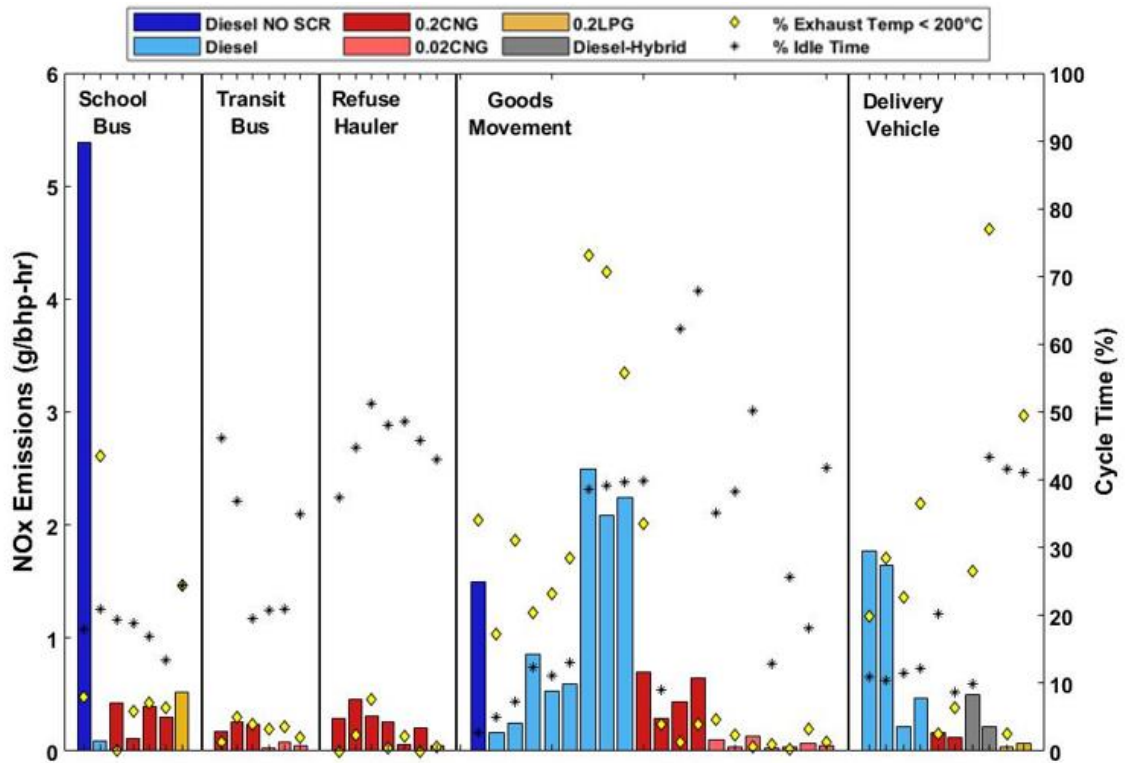 Diesel NO SCR 0.2CNG 0.2LPG % Exhaust Temp < 200°C
Diesel 0.02CNG Diesel-Hybrid % Idle Time
6 100
School Transit Refuse Goods Delivery
Bus Bus Hauler Movement Vehicle
90
5
80
70
4
60
3 50
40
2
30
20
1
10
0 0
NOx Emissions (g/bhp-hr)
Cycle Time (%)